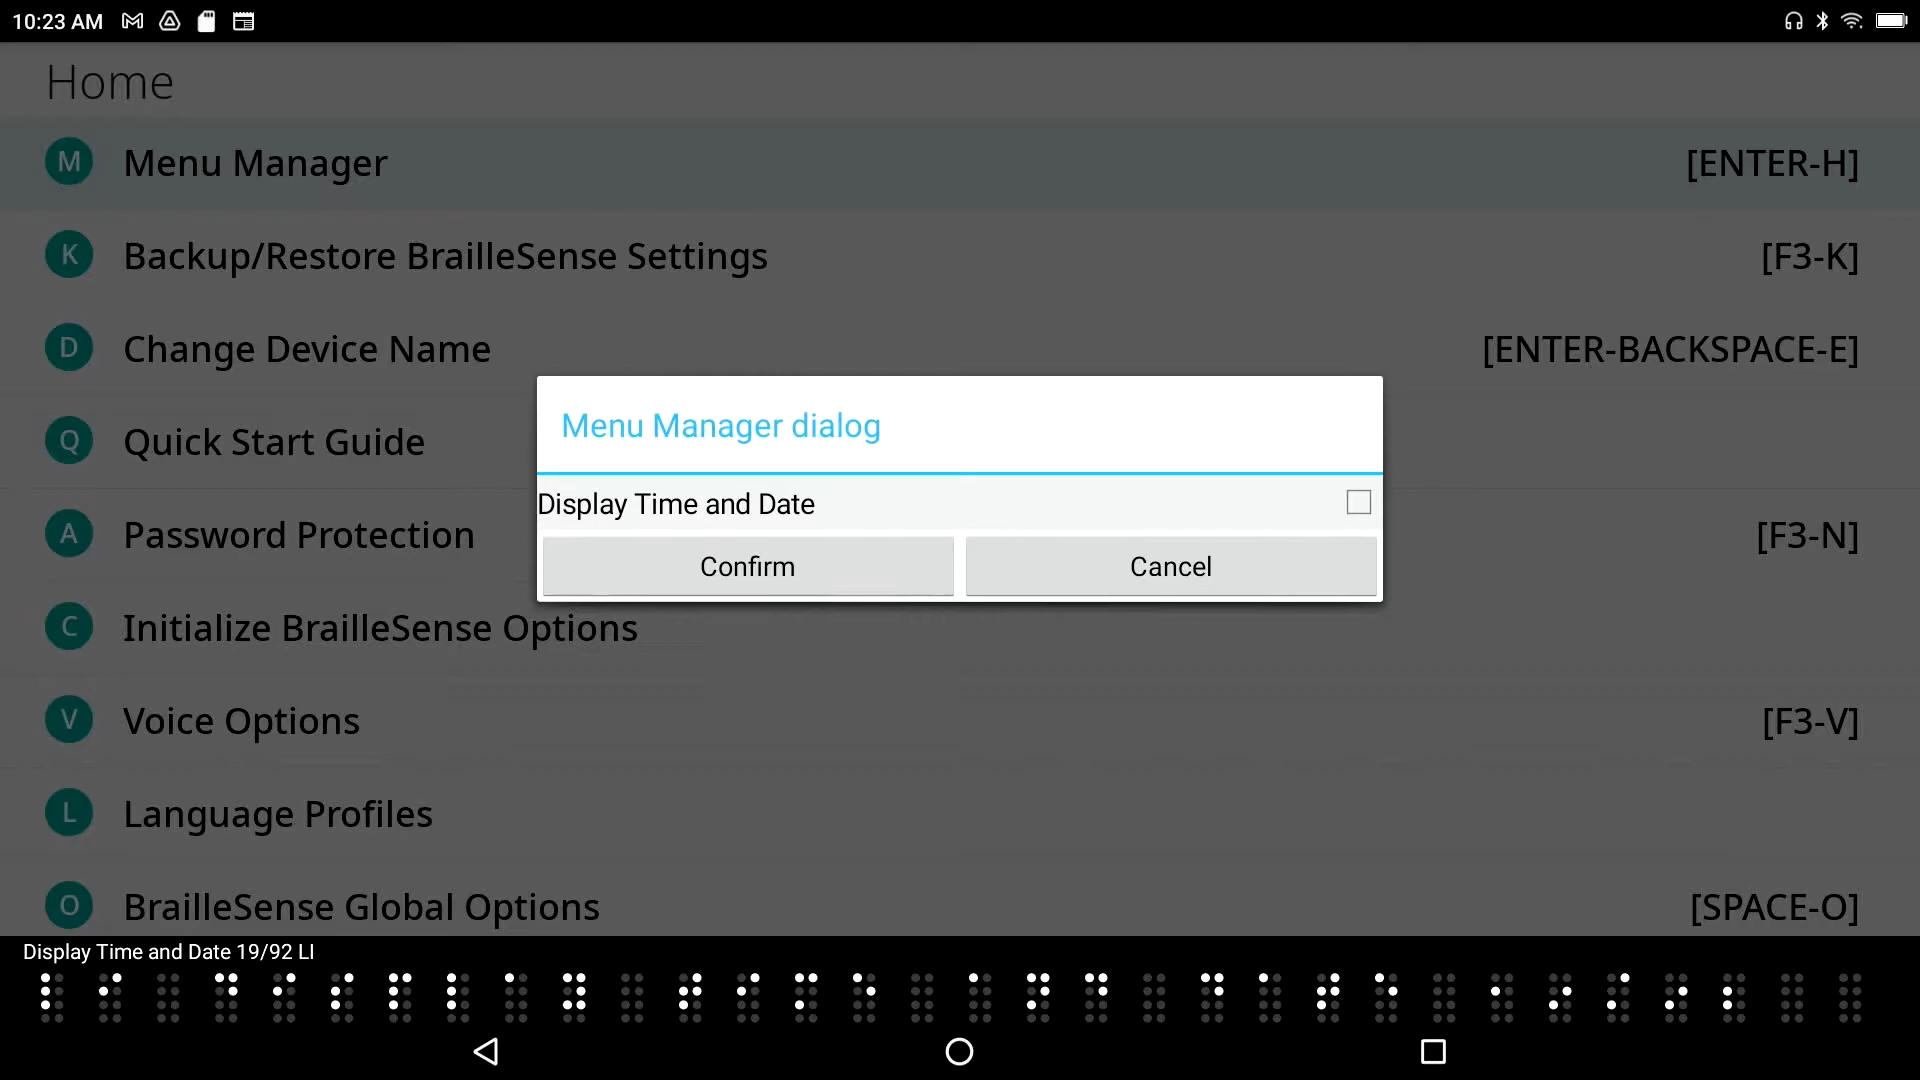 10:23 AM
Home
M Menu Manager [ENTER-H]
K Backup/Restore BrailleSense Settings [F3-K]
D Change Device Name [ENTER-BACKSPACE-E]
Q Quick Start Guide
A Password Protection [F3-N]
C Initialize BrailleSense Options
V Voice Options [F3-V]
L Language Profiles
O BrailleSense Global Options [SPACE-O]
Menu Manager dialog
Display Time and Date
Confirm Cancel
Display Time and Date 19/92 LI